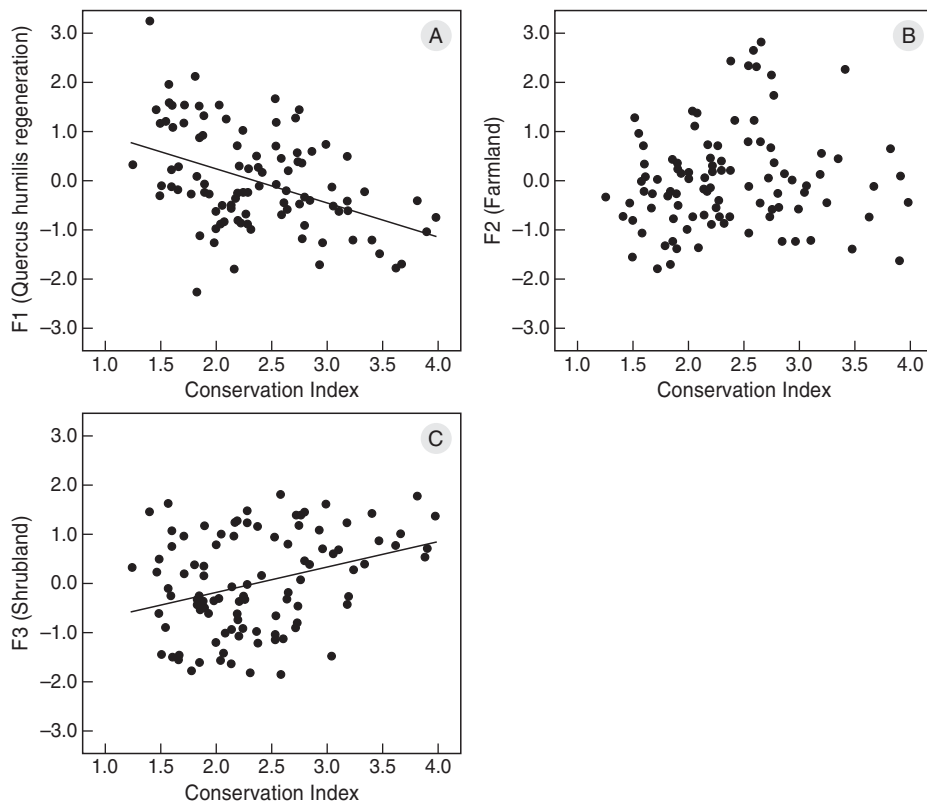 A
F1 (Quercus humilis regeneration)
3.0
2.0
1.0
0.0
–1.0
–2.0
–3.0
1.0 1.5 2.0 2.5 3.0 3.5 4.0
Conservation Index
B
F2 (Farmland)
3.0
2.0
1.0
0.0
–1.0
–2.0
–3.0
1.0 1.5 2.0 2.5 3.0 3.5 4.0
Conservation Index
C
F3 (Shrubland)
3.0
2.0
1.0
0.0
–1.0
–2.0
–3.0
1.0 1.5 2.0 2.5 3.0 3.5 4.0
Conservation Index